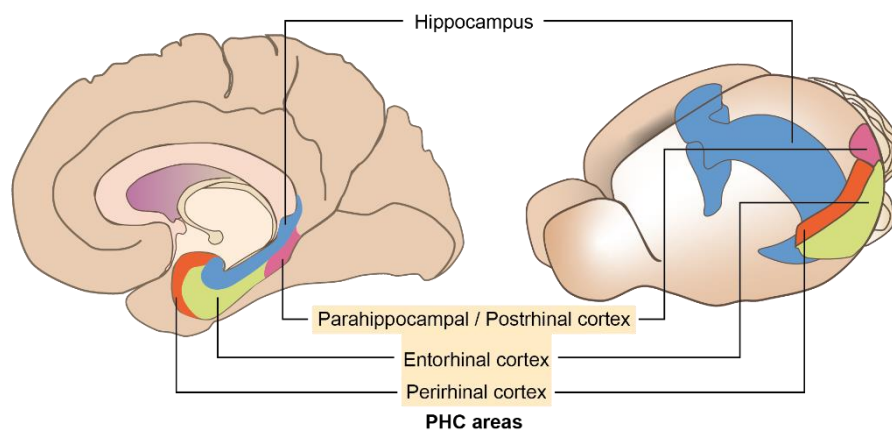 Hippocampus
Parahippocampal / Postrhinal cortex
Entorhinal cortex
Perirhinal cortex
PHC areas